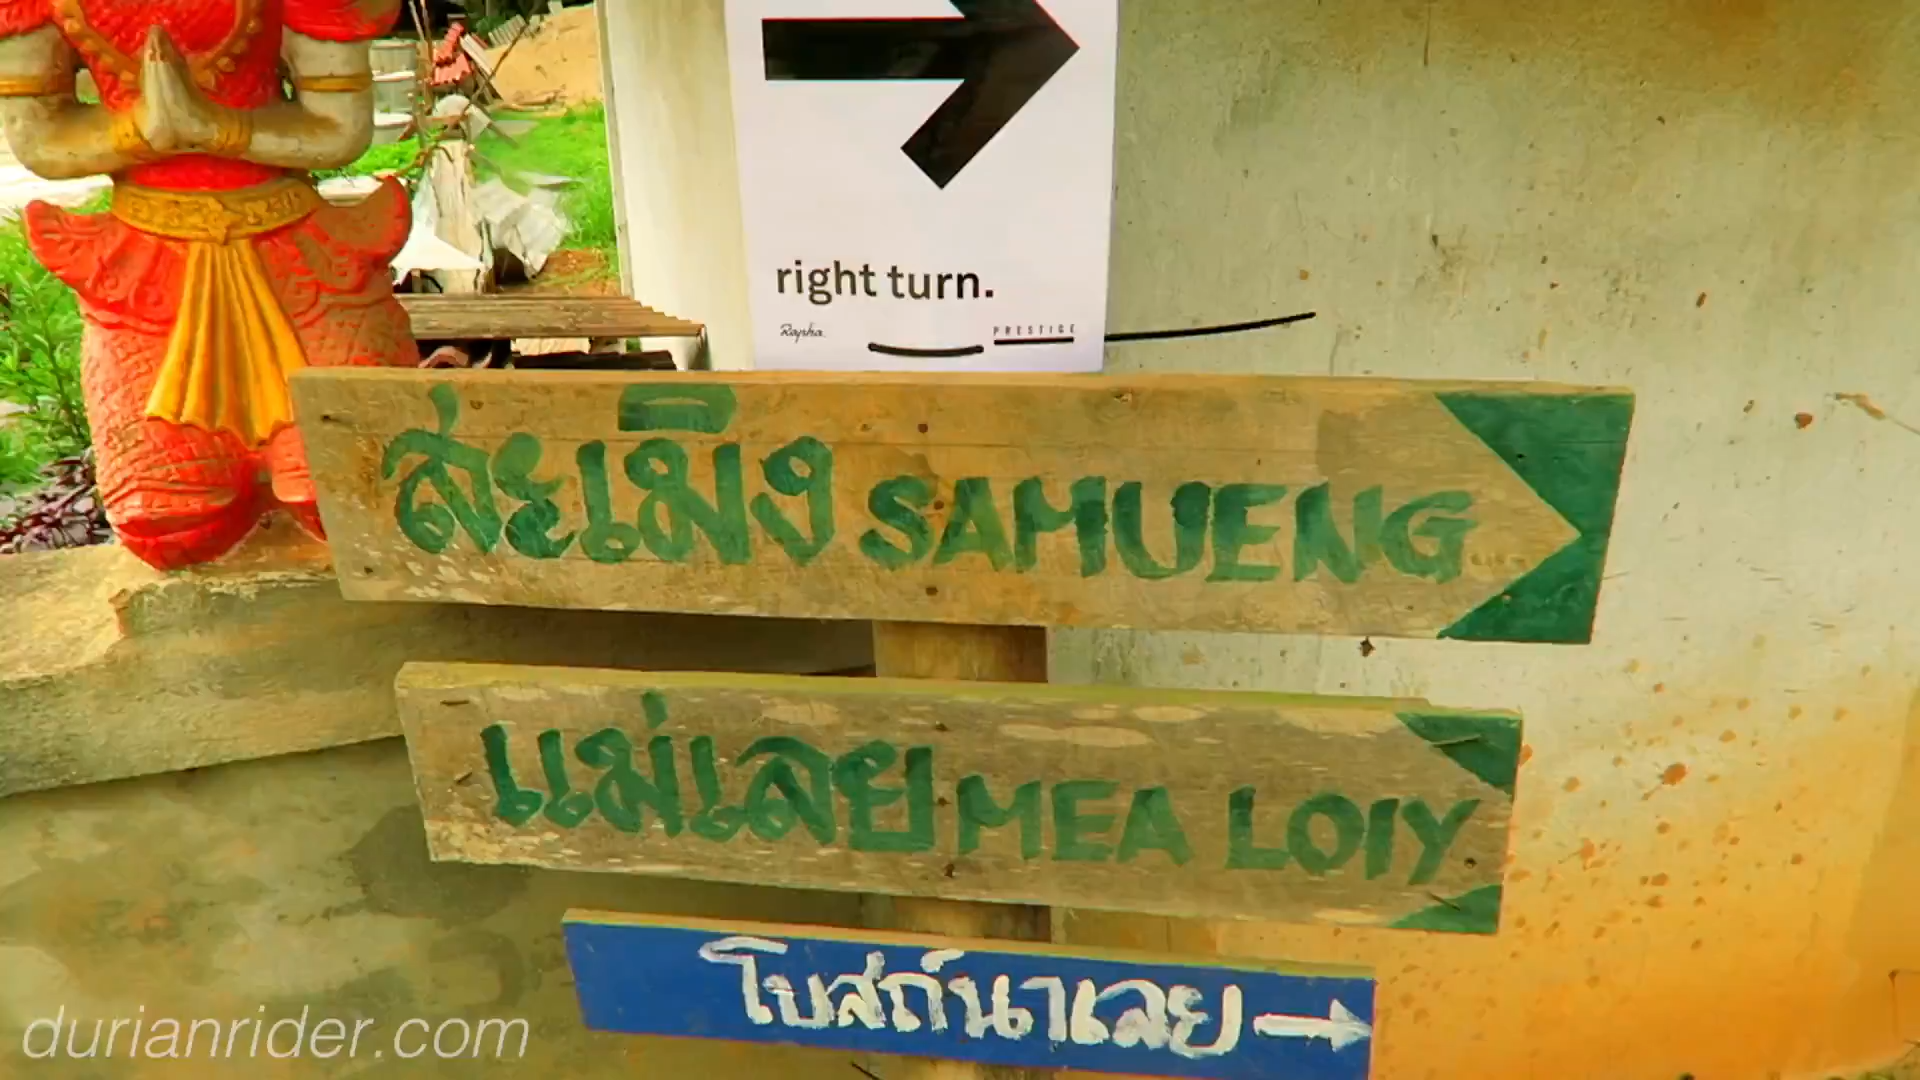 right turn.
Rapha PRESTIGE
สะเมิง SAMUENG
แม่เลย MEA LOIY
โบสถ์นาเลย
durianrider.com